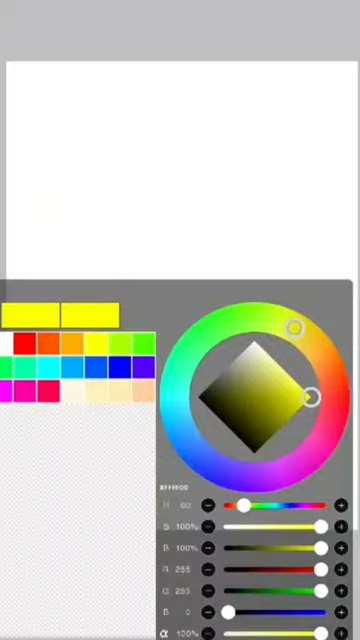 #FFFF00
H 60
S 100%
B 100%
R 255
G 255
B 0
α 100%